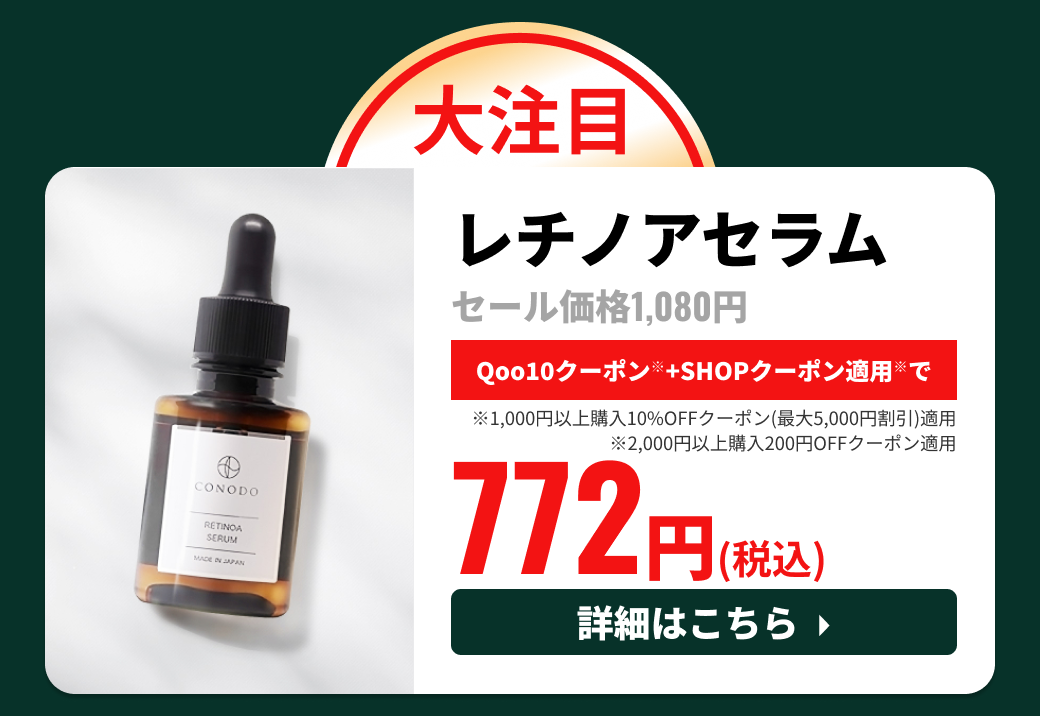 大注目
レチノアセラム
セール価格1,080円
Qoo10クーポン※+SHOPクーポン適用※で
※1,000円以上購入10%OFFクーポン(最大5,000円割引)適用
※2,000円以上購入200円OFFクーポン適用
772円(税込)
詳細はこちら
CONODO
RETINOA
SERUM
MADE IN JAPAN